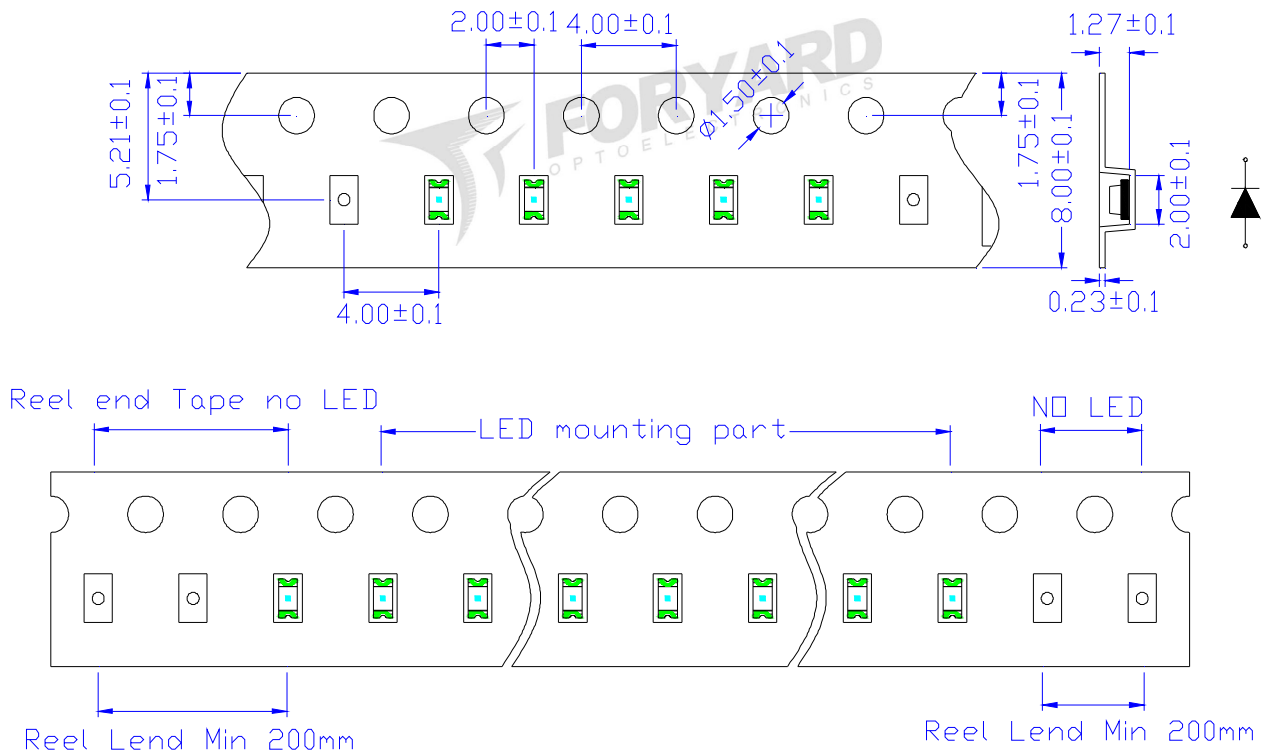 2.00±0.1
4.00±0.1
1.27±0.1
FORYARD
OPTOELECTRONICS
5.21±0.1
1.75±0.1
Ø1.50±0.1
1.75±0.1
8.00±0.1
2.00±0.1
4.00±0.1
0.23±0.1
Reel end Tape no LED
LED mounting part
NO LED
Reel Lend Min 200mm
Reel Lend Min 200mm